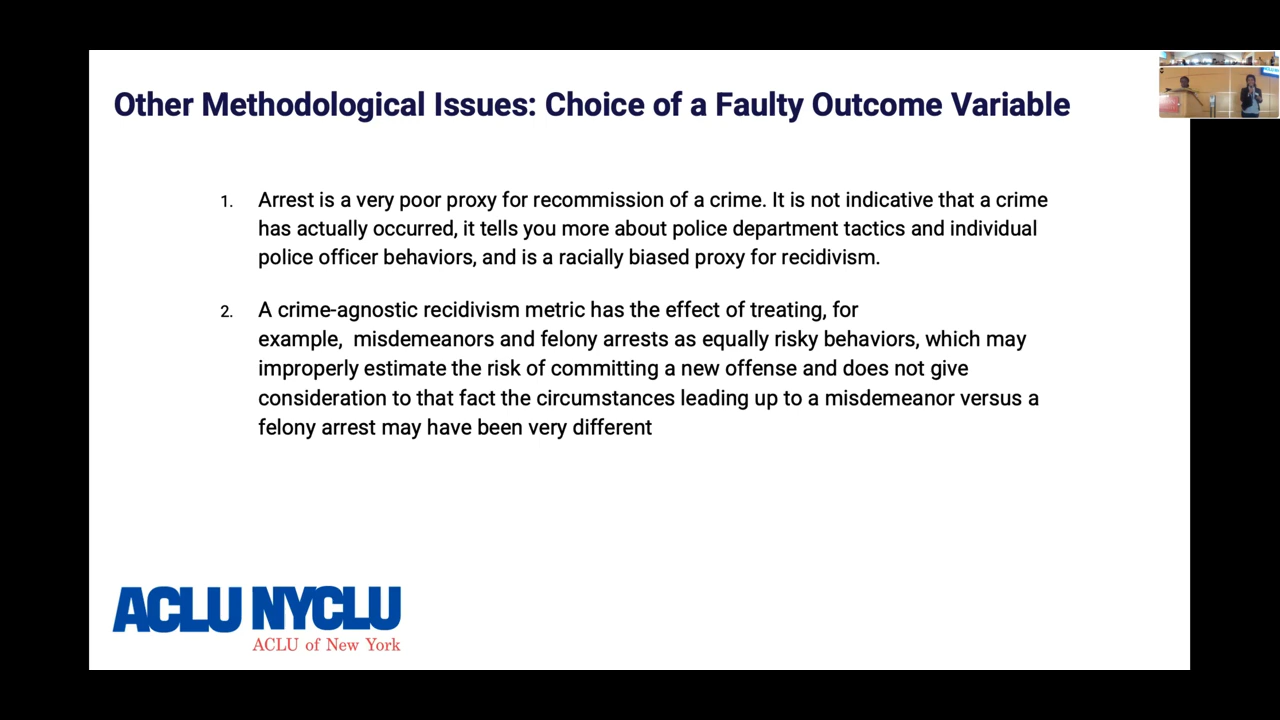 Other Methodological Issues: Choice of a Faulty Outcome Variable
1. Arrest is a very poor proxy for recommission of a crime. It is not indicative that a crime
has actually occurred, it tells you more about police department tactics and individual
police officer behaviors, and is a racially biased proxy for recidivism.
2. A crime-agnostic recidivism metric has the effect of treating, for
example,  misdemeanors and felony arrests as equally risky behaviors, which may
improperly estimate the risk of committing a new offense and does not give
consideration to that fact the circumstances leading up to a misdemeanor versus a
felony arrest may have been very different
ACLU NYCLU
ACLU of New York